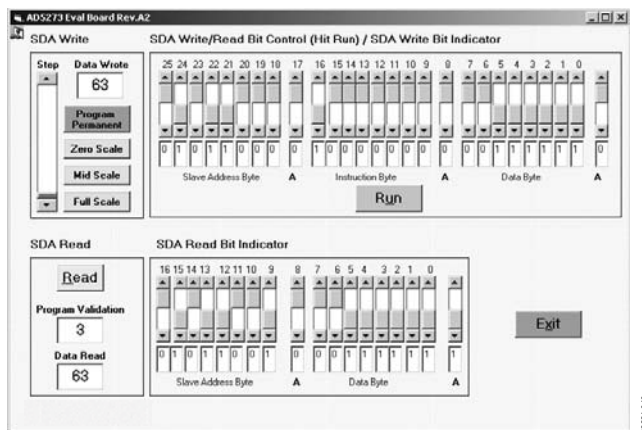 AD5273 Eval Board Rev.A2
SDA Write
SDA Write/Read Bit Control (Hit Run) / SDA Write Bit Indicator
Step
Data Wrote
63
Program Permanent
Zero Scale
Mid Scale
Full Scale
25 24 23 22 21 20 19 18 17 16 15 14 13 12 11 10 9 8 7 6 5 4 3 2 1 0
0 1 0 1 1 0 0 0 0 1 0 0 0 0 0 0 0 0 0 0 1 1 1 1 1 1 0
Slave Address Byte A Instruction Byte A Data Byte A
Run
SDA Read
SDA Read Bit Indicator
Read
Program Validation
3
Data Read
63
16 15 14 13 12 11 10 9 8 7 6 5 4 3 2 1 0
0 1 0 1 1 0 0 1 0 0 0 1 1 1 1 1 1 1
Slave Address Byte A Data Byte A
Exit